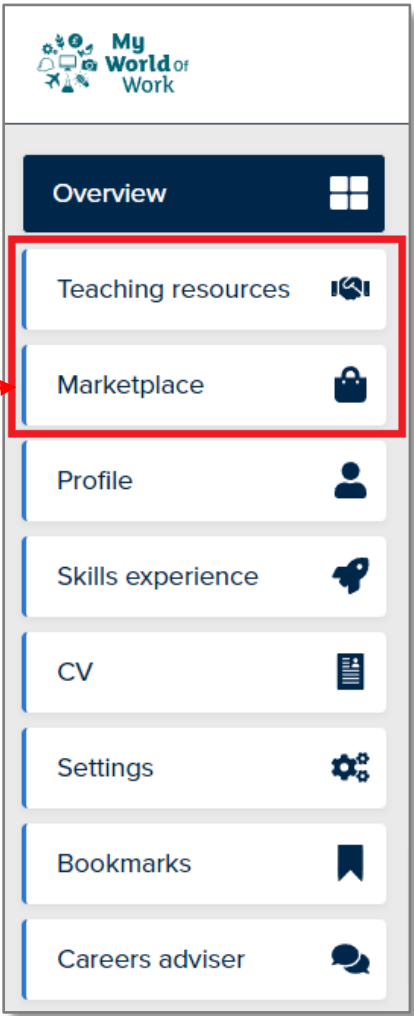 My
World of
Work
Overview
Teaching resources
Marketplace
Profile
Skills experience
CV
Settings
Bookmarks
Careers adviser